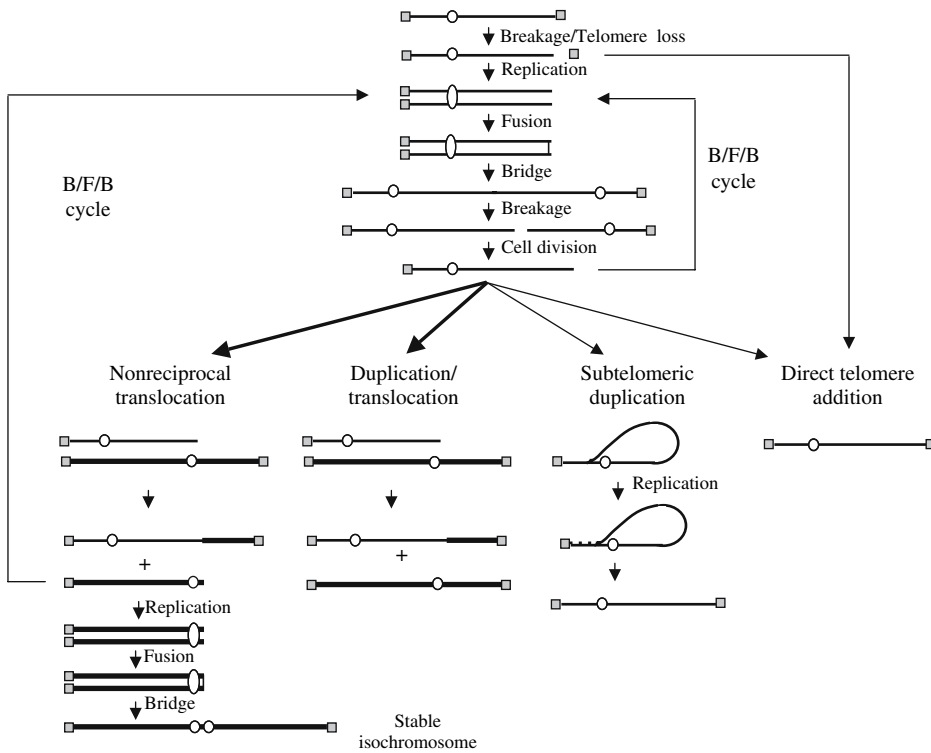 Breakage/Telomere loss
Replication
Fusion
B/F/B
cycle
B/F/B
cycle
Bridge
Breakage
Cell division
Nonreciprocal
translocation
Duplication/
translocation
Subtelomeric
duplication
Direct telomere
addition
Replication
+
+
Replication
Fusion
Bridge
Stable
isochromosome